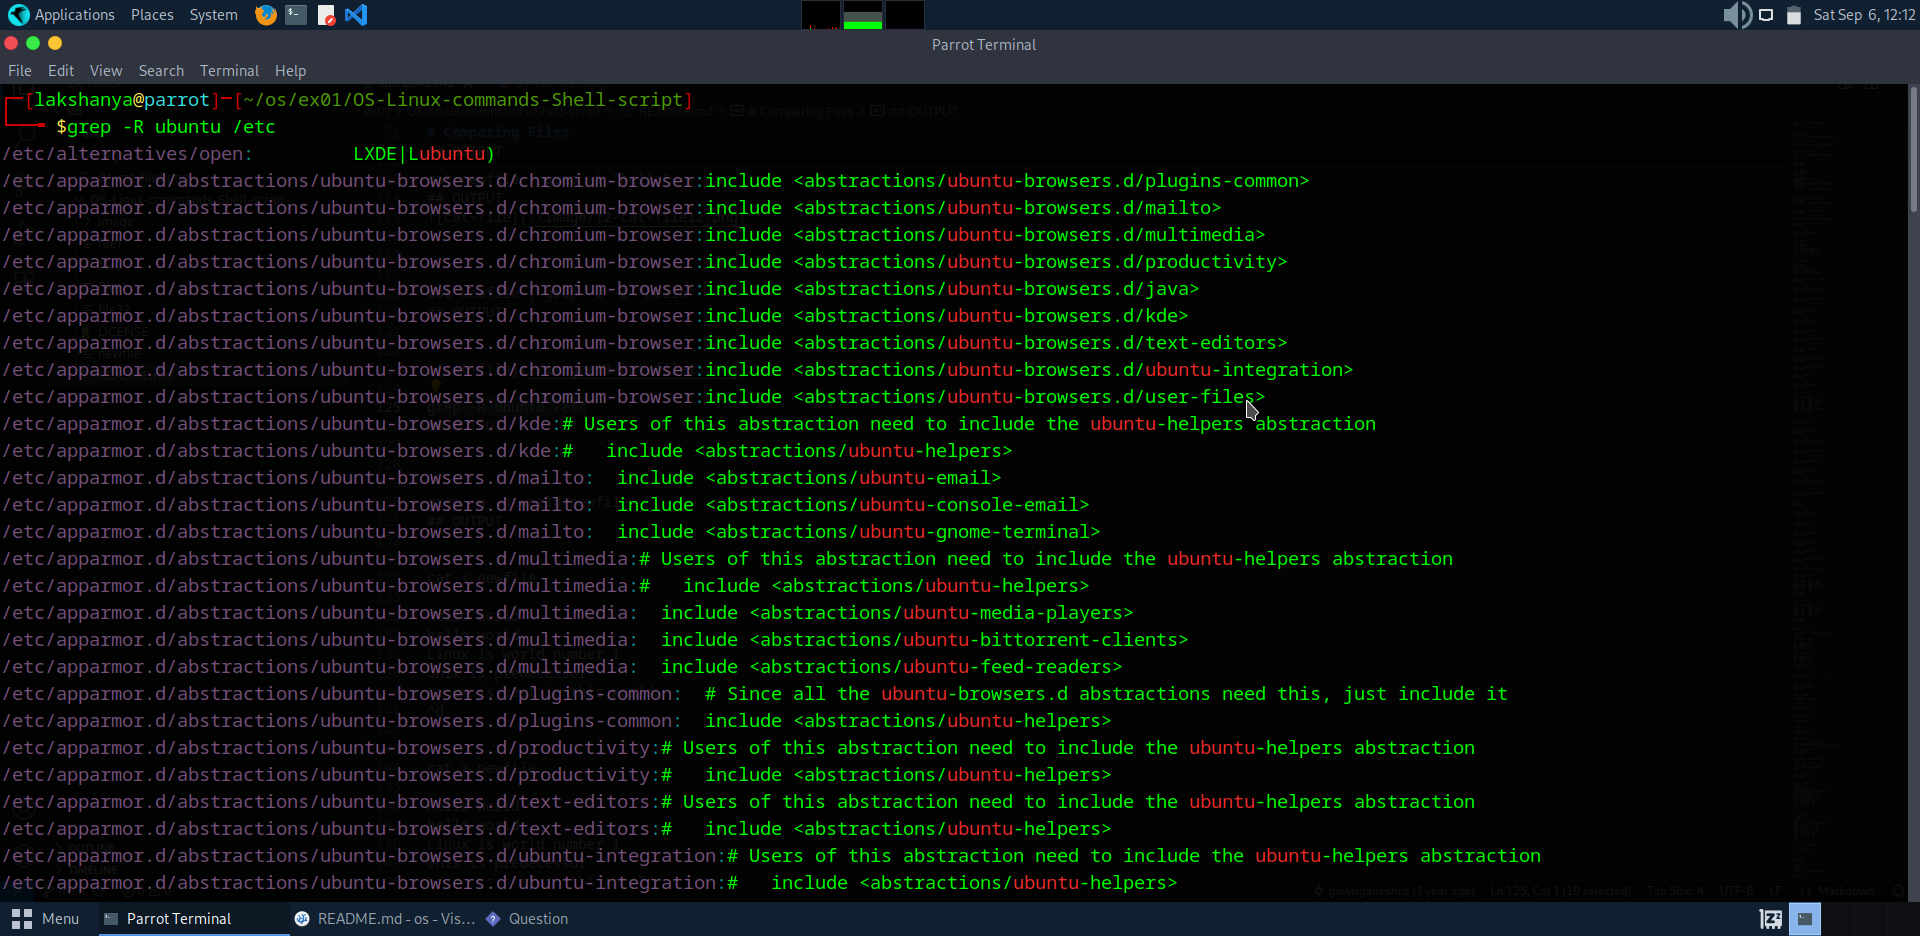 Applications Places System Sat Sep 6, 12:12
Parrot Terminal
File Edit View Search Terminal Help
┌─[lakshanya@parrot]─[~/os/ex01/OS-Linux-commands-Shell-script]
└──╼ $grep -R ubuntu /etc
/etc/alternatives/open:         LXDE|Lubuntu)
/etc/apparmor.d/abstractions/ubuntu-browsers.d/chromium-browser:include <abstractions/ubuntu-browsers.d/plugins-common>
/etc/apparmor.d/abstractions/ubuntu-browsers.d/chromium-browser:include <abstractions/ubuntu-browsers.d/mailto>
/etc/apparmor.d/abstractions/ubuntu-browsers.d/chromium-browser:include <abstractions/ubuntu-browsers.d/multimedia>
/etc/apparmor.d/abstractions/ubuntu-browsers.d/chromium-browser:include <abstractions/ubuntu-browsers.d/productivity>
/etc/apparmor.d/abstractions/ubuntu-browsers.d/chromium-browser:include <abstractions/ubuntu-browsers.d/java>
/etc/apparmor.d/abstractions/ubuntu-browsers.d/chromium-browser:include <abstractions/ubuntu-browsers.d/kde>
/etc/apparmor.d/abstractions/ubuntu-browsers.d/chromium-browser:include <abstractions/ubuntu-browsers.d/text-editors>
/etc/apparmor.d/abstractions/ubuntu-browsers.d/chromium-browser:include <abstractions/ubuntu-browsers.d/ubuntu-integration>
/etc/apparmor.d/abstractions/ubuntu-browsers.d/chromium-browser:include <abstractions/ubuntu-browsers.d/user-files>
/etc/apparmor.d/abstractions/ubuntu-browsers.d/kde:# Users of this abstraction need to include the ubuntu-helpers abstraction
/etc/apparmor.d/abstractions/ubuntu-browsers.d/kde:#   include <abstractions/ubuntu-helpers>
/etc/apparmor.d/abstractions/ubuntu-browsers.d/mailto:  include <abstractions/ubuntu-email>
/etc/apparmor.d/abstractions/ubuntu-browsers.d/mailto:  include <abstractions/ubuntu-console-email>
/etc/apparmor.d/abstractions/ubuntu-browsers.d/mailto:  include <abstractions/ubuntu-gnome-terminal>
/etc/apparmor.d/abstractions/ubuntu-browsers.d/multimedia:# Users of this abstraction need to include the ubuntu-helpers abstraction
/etc/apparmor.d/abstractions/ubuntu-browsers.d/multimedia:#   include <abstractions/ubuntu-helpers>
/etc/apparmor.d/abstractions/ubuntu-browsers.d/multimedia:  include <abstractions/ubuntu-media-players>
/etc/apparmor.d/abstractions/ubuntu-browsers.d/multimedia:  include <abstractions/ubuntu-bittorrent-clients>
/etc/apparmor.d/abstractions/ubuntu-browsers.d/multimedia:  include <abstractions/ubuntu-feed-readers>
/etc/apparmor.d/abstractions/ubuntu-browsers.d/plugins-common:  # Since all the ubuntu-browsers.d abstractions need this, just include it
/etc/apparmor.d/abstractions/ubuntu-browsers.d/plugins-common:  include <abstractions/ubuntu-helpers>
/etc/apparmor.d/abstractions/ubuntu-browsers.d/productivity:# Users of this abstraction need to include the ubuntu-helpers abstraction
/etc/apparmor.d/abstractions/ubuntu-browsers.d/productivity:#   include <abstractions/ubuntu-helpers>
/etc/apparmor.d/abstractions/ubuntu-browsers.d/text-editors:# Users of this abstraction need to include the ubuntu-helpers abstraction
/etc/apparmor.d/abstractions/ubuntu-browsers.d/text-editors:#   include <abstractions/ubuntu-helpers>
/etc/apparmor.d/abstractions/ubuntu-browsers.d/ubuntu-integration:# Users of this abstraction need to include the ubuntu-helpers abstraction
/etc/apparmor.d/abstractions/ubuntu-browsers.d/ubuntu-integration:#   include <abstractions/ubuntu-helpers>
Menu Parrot Terminal README.md - os - Vis... Question